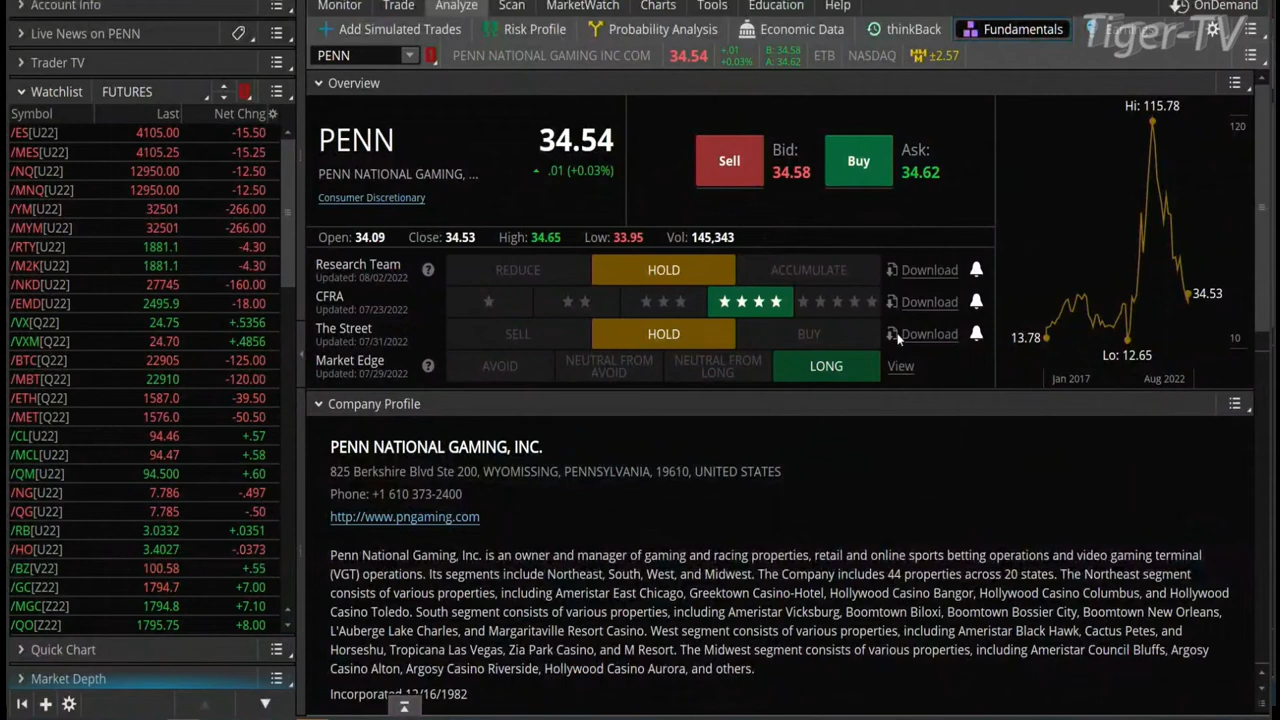 Account Info
Monitor Trade Analyze Scan MarketWatch Charts Tools Education Help OnDemand
Live News on PENN
Add Simulated Trades Risk Profile Probability Analysis Economic Data thinkBack Fundamentals
Tiger-TV
Trader TV
PENN PENN NATIONAL GAMING INC COM 34.54 +.01 +0.03% B: 34.58 A: 34.62 ETB NASDAQ ±2.57
Watchlist FUTURES
Symbol Last Net Chng
/ES[U22] 4105.00 -15.50
/MES[U22] 4105.25 -15.25
/NQ[U22] 12950.00 -12.50
/MNQ[U22] 12950.00 -12.50
/YM[U22] 32501 -266.00
/MYM[U22] 32501 -266.00
/RTY[U22] 1881.1 -4.30
/M2K[U22] 1881.1 -4.30
/NKD[U22] 27745 -160.00
/EMD[U22] 2495.9 -18.00
/VX[Q22] 24.75 +.5356
/VXM[Q22] 24.70 +.4856
/BTC[Q22] 22905 -125.00
/MBT[Q22] 22910 -120.00
/ETH[Q22] 1587.0 -39.50
/MET[Q22] 1576.0 -50.50
/CL[U22] 94.46 +.57
/MCL[U22] 94.47 +.58
/QM[U22] 94.500 +.60
/NG[U22] 7.786 -.497
/QG[U22] 7.785 -.50
/RB[U22] 3.0332 +.0351
/HO[U22] 3.4027 -.0373
/BZ[V22] 100.58 +.55
/GC[Z22] 1794.7 +7.00
/MGC[Z22] 1794.8 +7.10
/QO[Z22] 1795.75 +8.00
Quick Chart
Market Depth
Overview
PENN 34.54
PENN NATIONAL GAMING, ... .01 (+0.03%)
Consumer Discretionary
Sell Bid: 34.58 Buy Ask: 34.62
Open: 34.09 Close: 34.53 High: 34.65 Low: 33.95 Vol: 145,343
Research Team REDUCE HOLD ACCUMULATE Download
Updated: 08/02/2022
CFRA Download
Updated: 07/23/2022
The Street SELL HOLD BUY Download
Updated: 07/31/2022
Market Edge AVOID NEUTRAL FROM AVOID NEUTRAL FROM LONG LONG View
Updated: 07/29/2022
Hi: 115.78
120
34.53
13.78
Lo: 12.65
10
Jan 2017 Aug 2022
Company Profile
PENN NATIONAL GAMING, INC.
825 Berkshire Blvd Ste 200, WYOMISSING, PENNSYLVANIA, 19610, UNITED STATES
Phone: +1 610 373-2400
http://www.pngaming.com
Penn National Gaming, Inc. is an owner and manager of gaming and racing properties, retail and online sports betting operations and video gaming terminal
(VGT) operations. Its segments include Northeast, South, West, and Midwest. The Company includes 44 properties across 20 states. The Northeast segment
consists of various properties, including Ameristar East Chicago, Greektown Casino-Hotel, Hollywood Casino Bangor, Hollywood Casino Columbus, and Hollywood
Casino Toledo. South segment consists of various properties, including Ameristar Vicksburg, Boomtown Biloxi, Boomtown Bossier City, Boomtown New Orleans,
L'Auberge Lake Charles, and Margaritaville Resort Casino. West segment consists of various properties, including Ameristar Black Hawk, Cactus Petes, and
Horseshu, Tropicana Las Vegas, Zia Park Casino, and M Resort. The Midwest segment consists of various properties, including Ameristar Council Bluffs, Argosy
Casino Alton, Argosy Casino Riverside, Hollywood Casino Aurora, and others.
Incorporated 12/16/1982